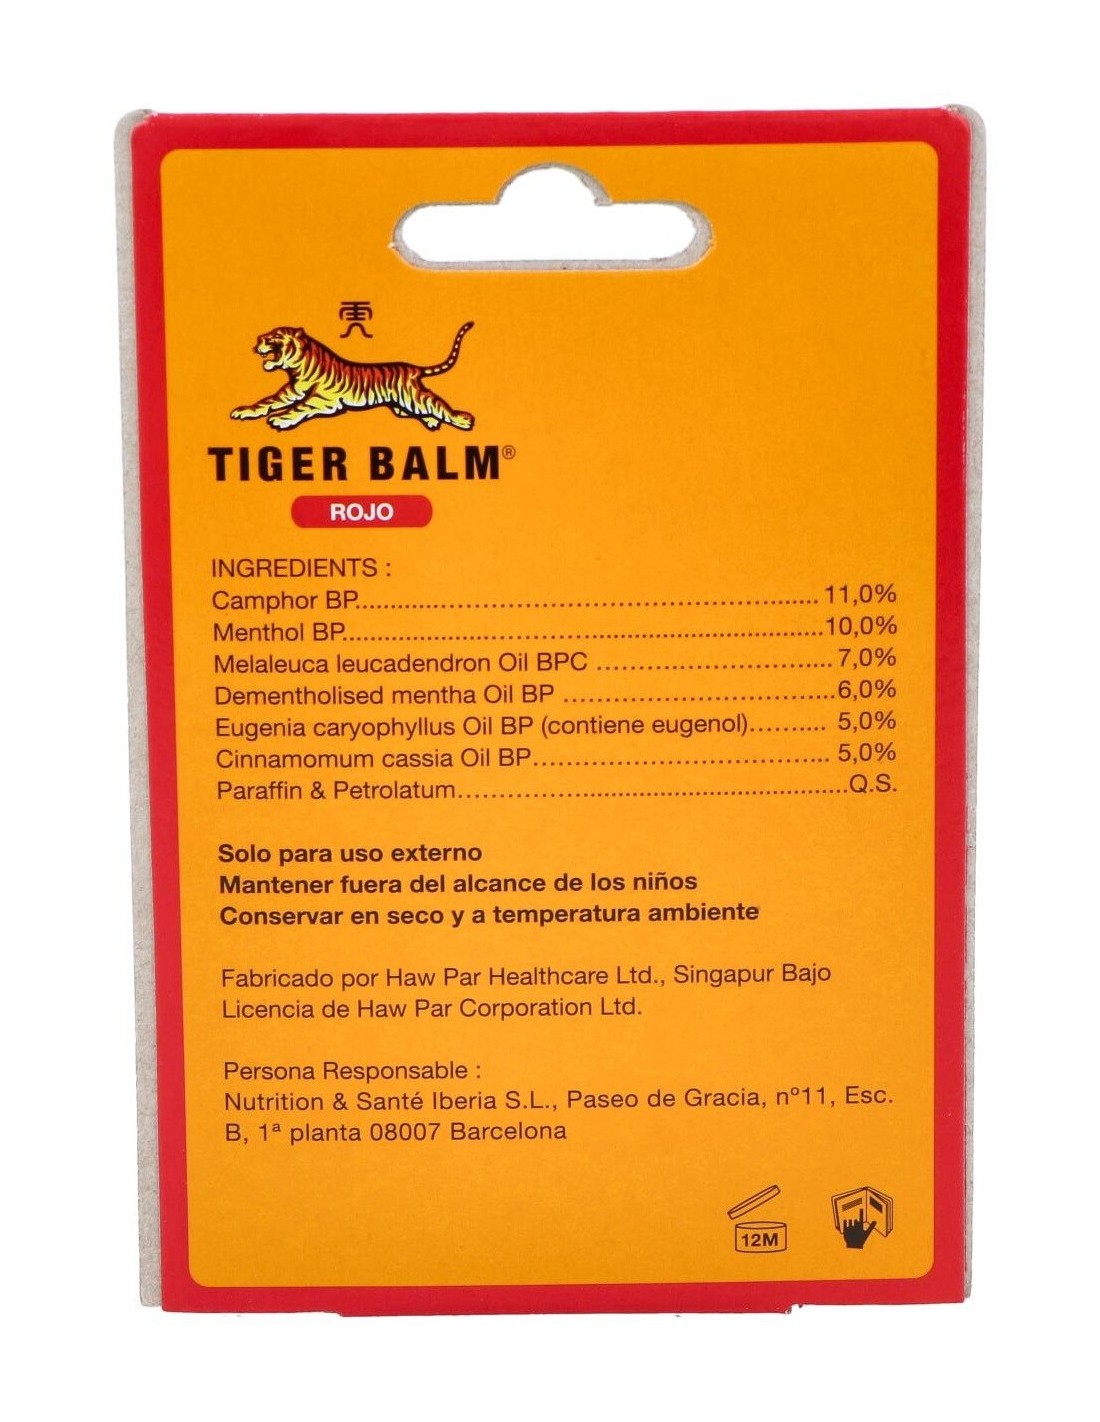 虎
TIGER BALM®
ROJO
INGREDIENTS :
Camphor BP................................................................ 11,0%
Menthol BP..................................................................10,0%
Melaleuca leucadendron Oil BPC .............................. 7,0%
Dementholised mentha Oil BP ..................................6,0%
Eugenia caryophyllus Oil BP (contiene eugenol).......... 5,0%
Cinnamomum cassia Oil BP..................................... 5,0%
Paraffin & Petrolatum................................................Q.S.
Solo para uso externo
Mantener fuera del alcance de los niños
Conservar en seco y a temperatura ambiente
Fabricado por Haw Par Healthcare Ltd., Singapur Bajo
Licencia de Haw Par Corporation Ltd.
Persona Responsable :
Nutrition & Santé Iberia S.L., Paseo de Gracia, nº11, Esc.
B, 1ª planta 08007 Barcelona
12M